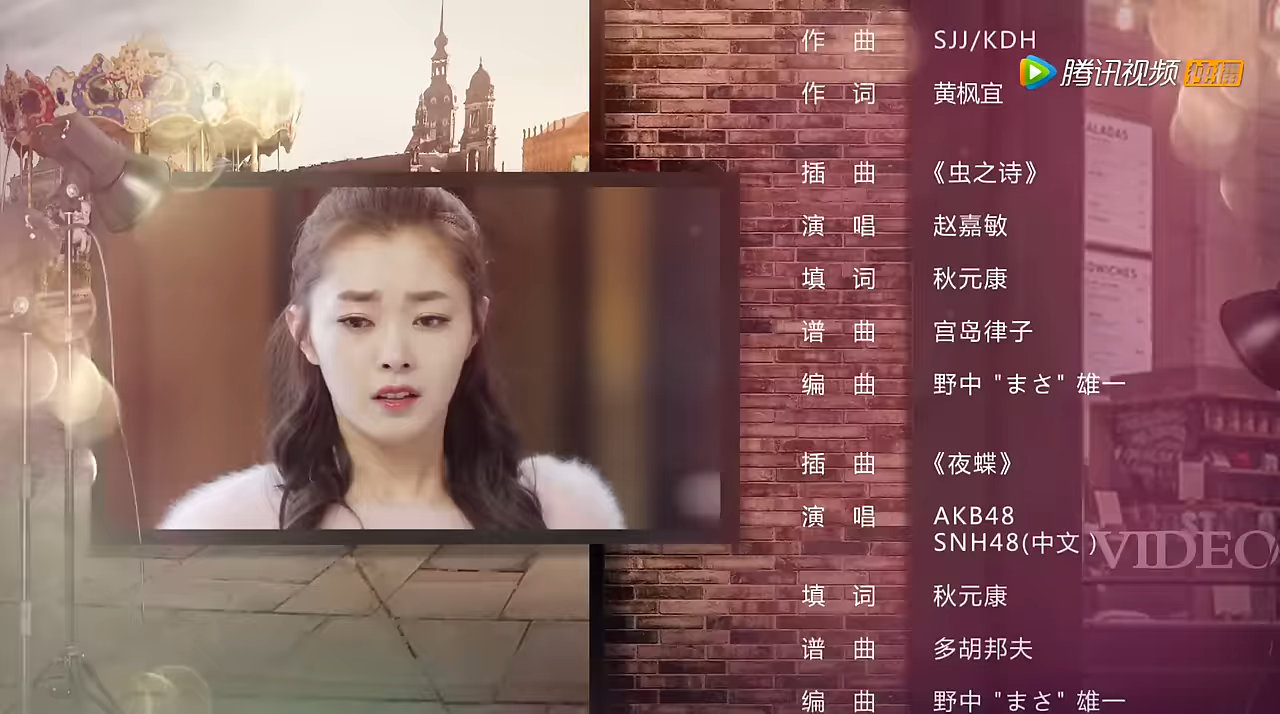 作 曲 SJJ/KDH
腾讯视频 独播
作 词 黄枫宜
插 曲 《虫之诗》
演 唱 赵嘉敏
填 词 秋元康
谱 曲 宫岛律子
编 曲 野中 "まさ" 雄一
插 曲 《夜蝶》
演 唱 AKB48
SNH48(中文 )
填 词 秋元康
谱 曲 多胡邦夫
编 曲 野中 "まさ" 雄一
ALADAS
DWICHES
VIDEO